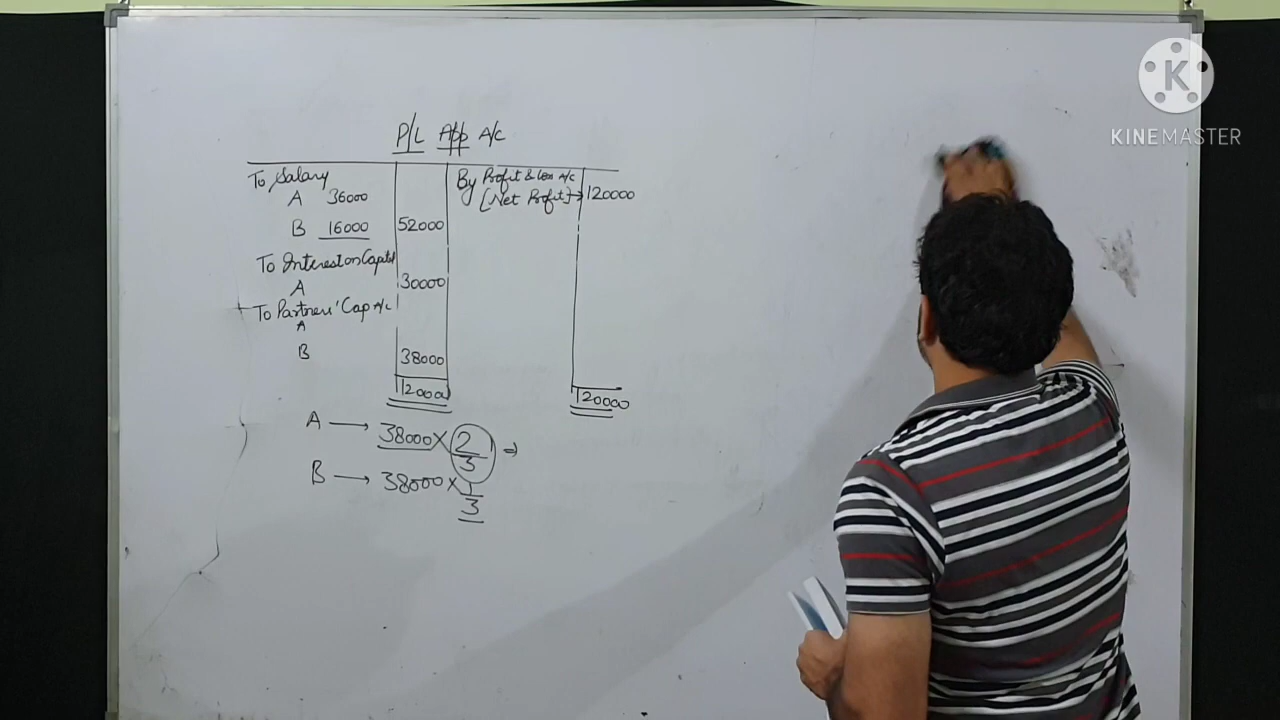 P/L App A/c
To Salary
A 36000
B 16000 52000
To Interest on Capital
A 30000
To Partners' Cap A/c
A
B 38000
120000
By Profit & Loss A/c
(Net Profit) → 120000
120000
A → 38000 × 2/3 ⇒
B → 38000 × 1/3
K
KINEMASTER